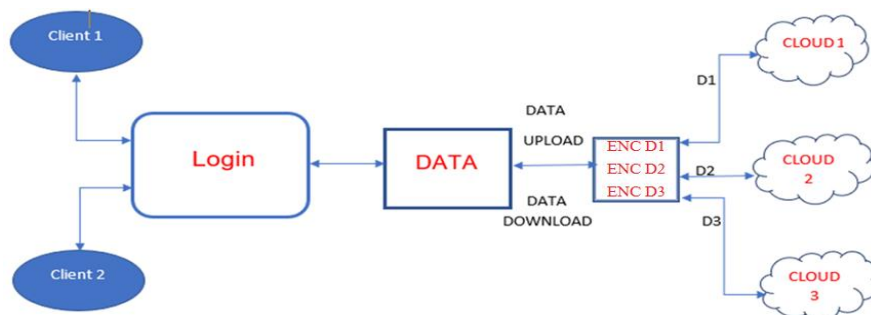 Client 1
Client 2
Login
DATA
DATA
UPLOAD
DATA
DOWNLOAD
ENC D1
ENC D2
ENC D3
D1
D2
D3
CLOUD 1
CLOUD
2
CLOUD
3